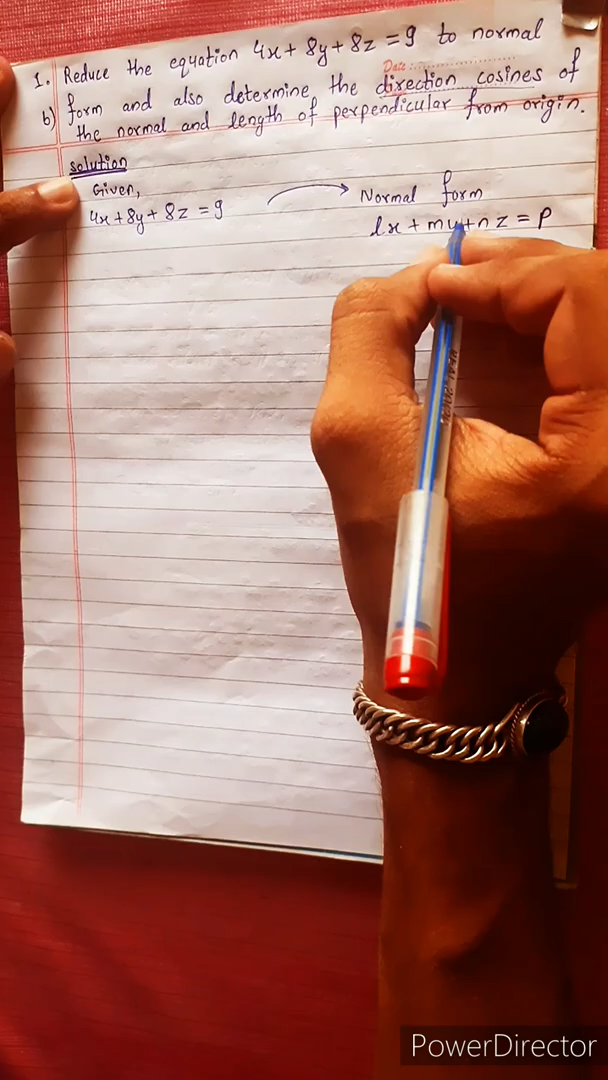 1. Reduce the equation 4x + 8y + 8z = 9 to normal
Date :
b) form and also determine the direction cosines of
the normal and length of perpendicular from origin.
solution
Given,
4x + 8y + 8z = 9
Normal form
lx + my + nz = p
PowerDirector